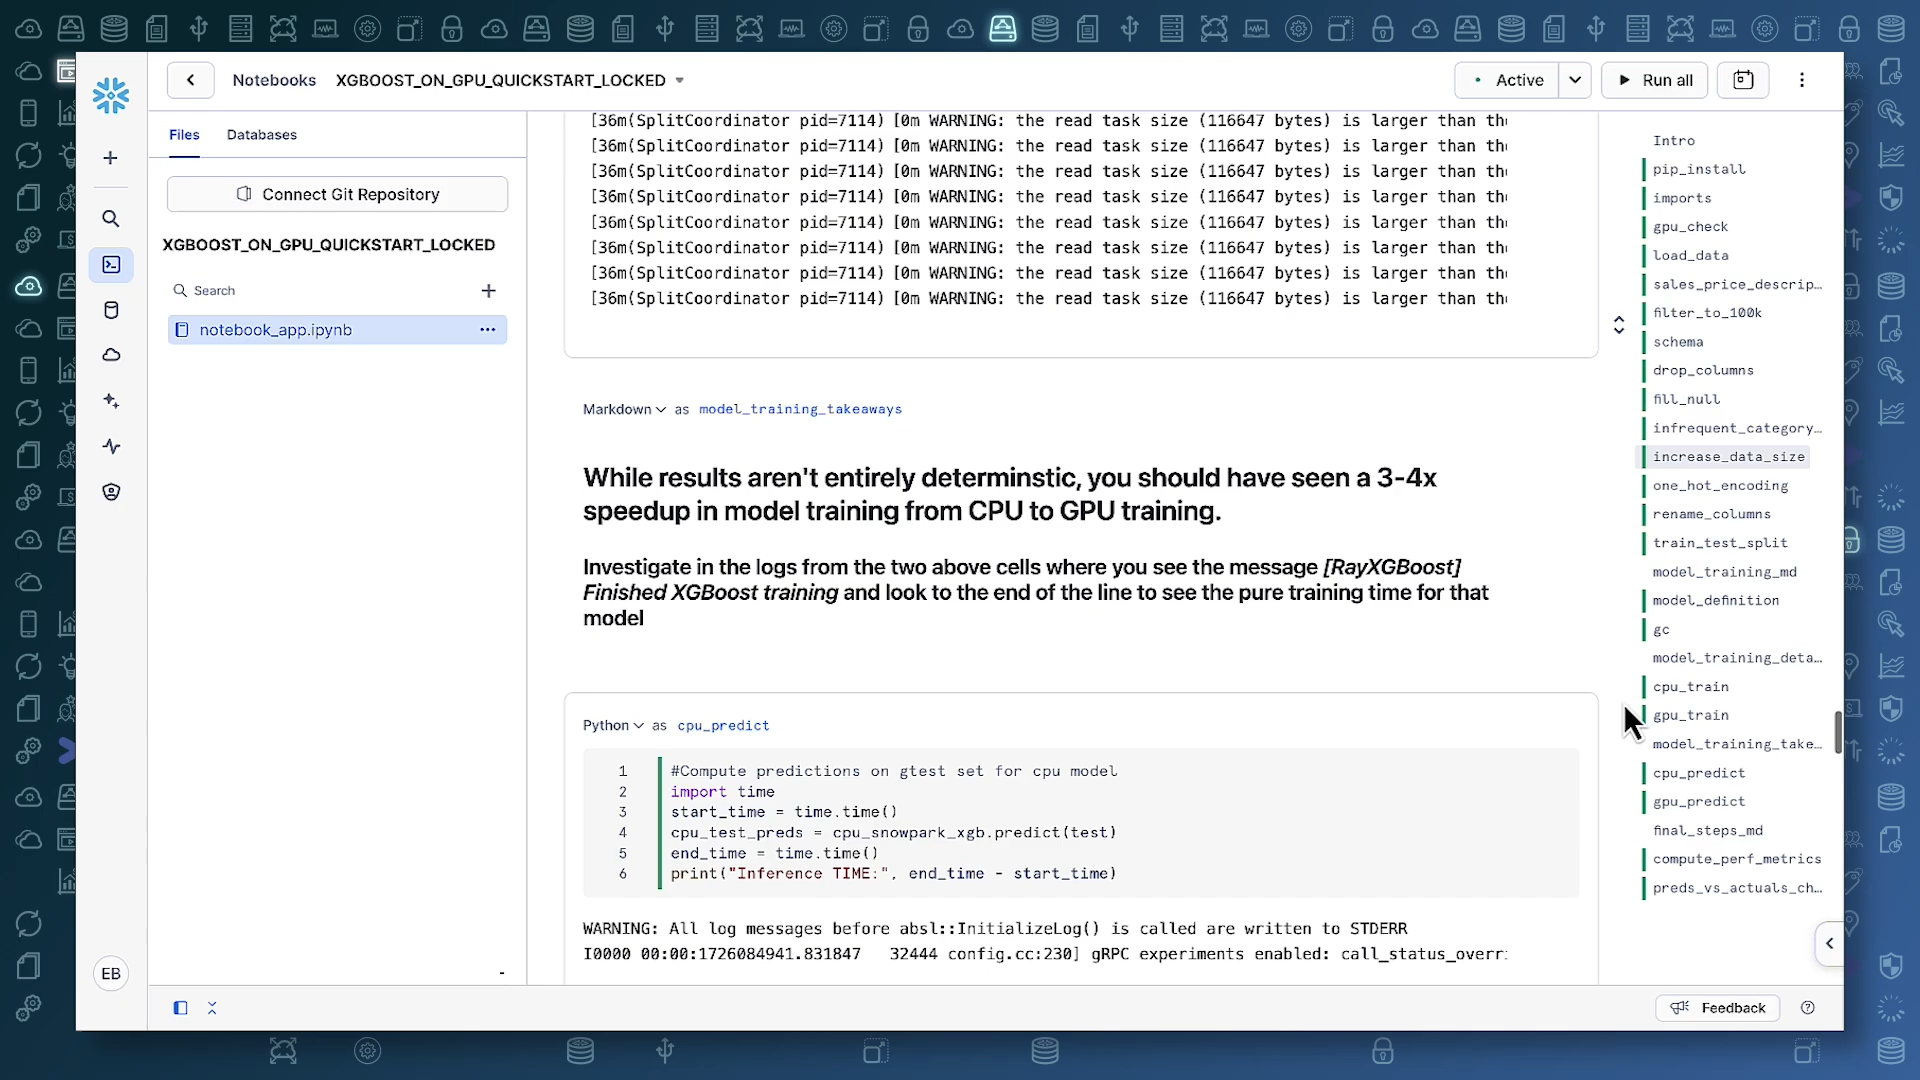 Notebooks XGBOOST_ON_GPU_QUICKSTART_LOCKED
Active
Run all
Files Databases
Connect Git Repository
XGBOOST_ON_GPU_QUICKSTART_LOCKED
Search
notebook_app.ipynb
EB
[36m(SplitCoordinator pid=7114) [0m WARNING: the read task size (116647 bytes) is larger than the
[36m(SplitCoordinator pid=7114) [0m WARNING: the read task size (116647 bytes) is larger than the
[36m(SplitCoordinator pid=7114) [0m WARNING: the read task size (116647 bytes) is larger than the
[36m(SplitCoordinator pid=7114) [0m WARNING: the read task size (116647 bytes) is larger than the
[36m(SplitCoordinator pid=7114) [0m WARNING: the read task size (116647 bytes) is larger than the
[36m(SplitCoordinator pid=7114) [0m WARNING: the read task size (116647 bytes) is larger than the
[36m(SplitCoordinator pid=7114) [0m WARNING: the read task size (116647 bytes) is larger than the
[36m(SplitCoordinator pid=7114) [0m WARNING: the read task size (116647 bytes) is larger than the
Markdown as model_training_takeaways
While results aren't entirely determinstic, you should have seen a 3-4x
speedup in model training from CPU to GPU training.
Investigate in the logs from the two above cells where you see the message [RayXGBoost]
Finished XGBoost training and look to the end of the line to see the pure training time for that
model
Python as cpu_predict
1 #Compute predictions on gtest set for cpu model
2 import time
3 start_time = time.time()
4 cpu_test_preds = cpu_snowpark_xgb.predict(test)
5 end_time = time.time()
6 print("Inference TIME:", end_time - start_time)
WARNING: All log messages before absl::InitializeLog() is called are written to STDERR
I0000 00:00:1726084941.831847 32444 config.cc:230] gRPC experiments enabled: call_status_overr
Intro
pip_install
imports
gpu_check
load_data
sales_price_descrip…
filter_to_100k
schema
drop_columns
fill_null
infrequent_category…
increase_data_size
one_hot_encoding
rename_columns
train_test_split
model_training_md
model_definition
gc
model_training_deta…
cpu_train
gpu_train
model_training_take…
cpu_predict
gpu_predict
final_steps_md
compute_perf_metrics
preds_vs_actuals_ch…
Feedback